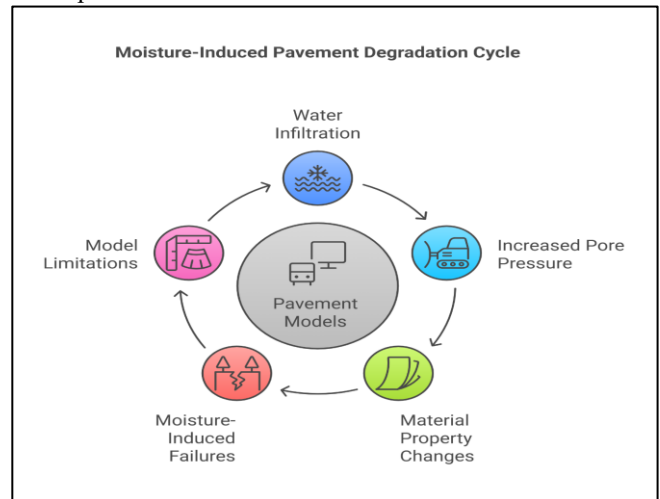 Moisture-Induced Pavement Degradation Cycle
Water
Infiltration
Increased Pore
Pressure
Material
Property
Changes
Moisture-
Induced
Failures
Model
Limitations
Pavement
Models